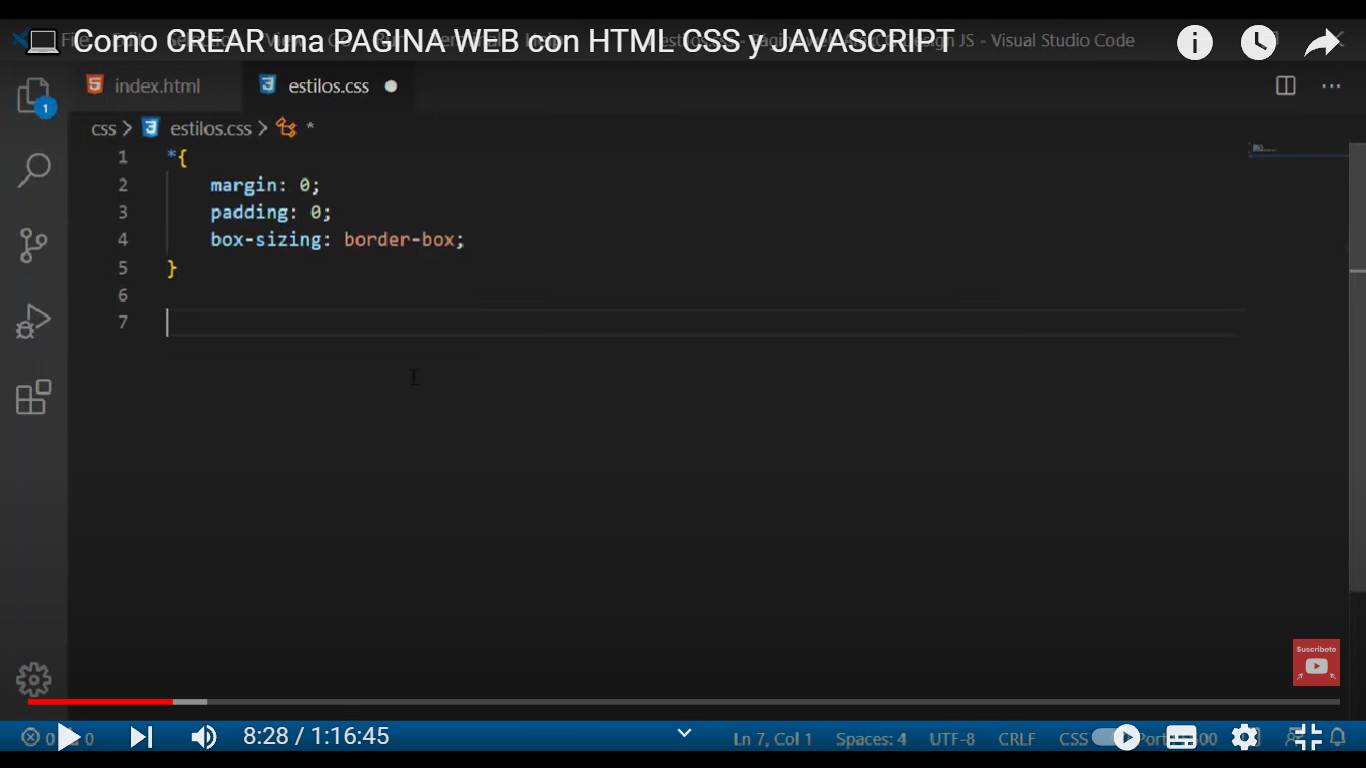 Como CREAR una PAGINA WEB con HTML CSS y JAVASCRIPT
JS - Visual Studio Code
index.html
estilos.css
1
css > estilos.css > *
1 *{
2 margin: 0;
3 padding: 0;
4 box-sizing: border-box;
5 }
6
7
Suscribete
8:28 / 1:16:45
Ln 7, Col 1
Spaces: 4
UTF-8
CRLF
CSS